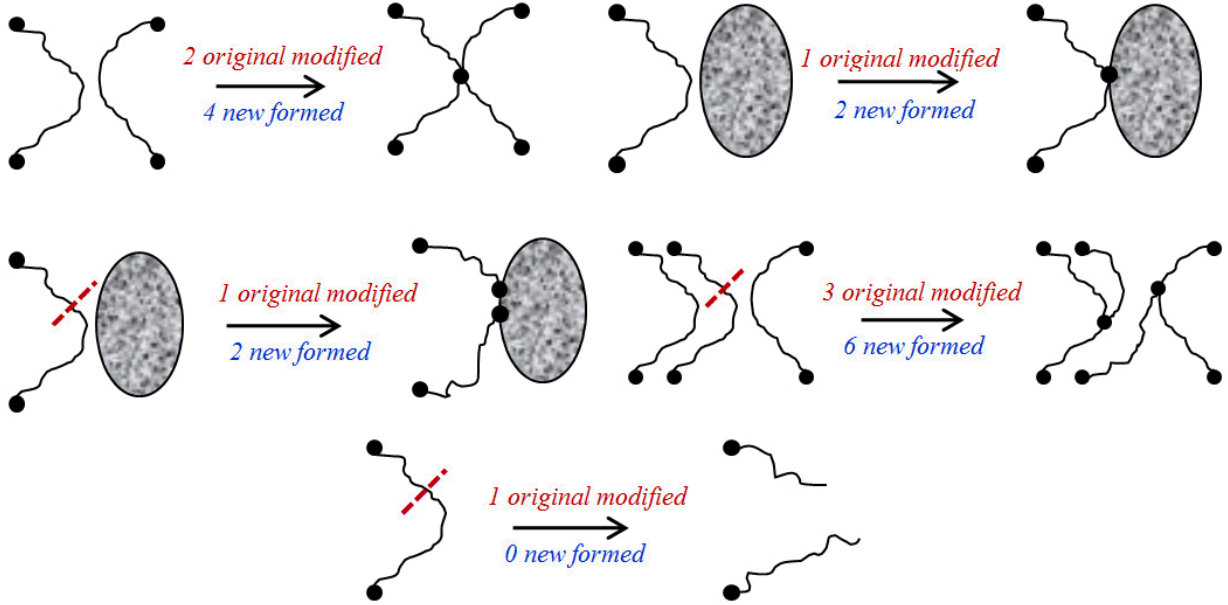 2 original modified
4 new formed
1 original modified
2 new formed
1 original modified
2 new formed
3 original modified
6 new formed
1 original modified
0 new formed